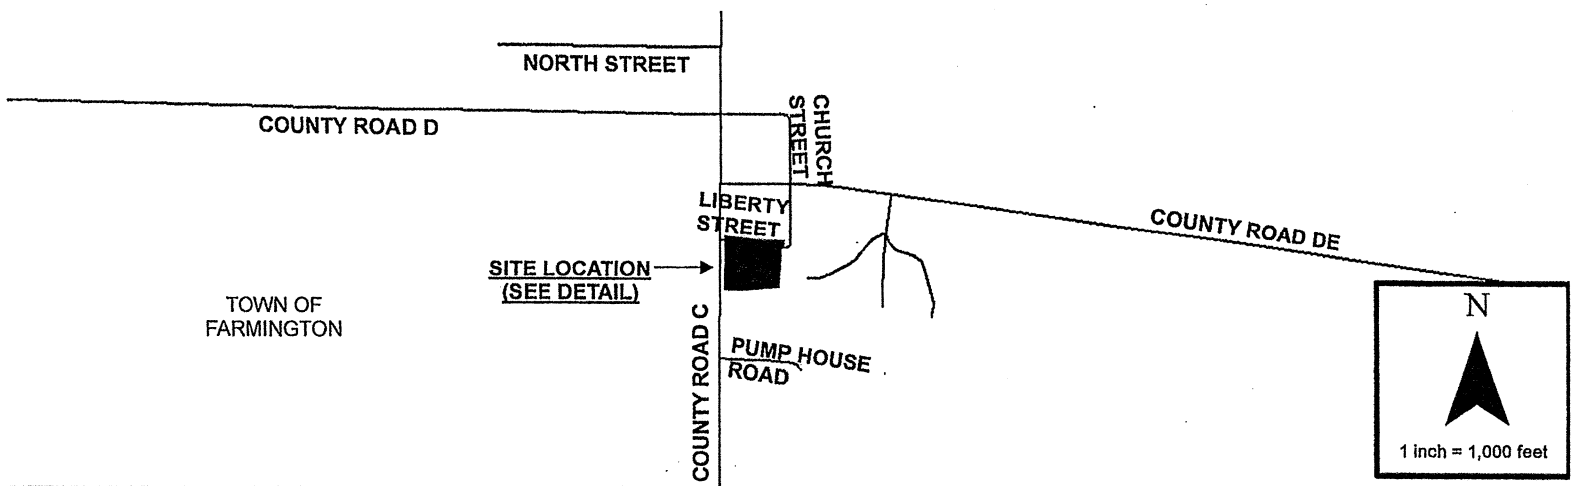 NORTH STREET
COUNTY ROAD D
CHURCH
STREET
LIBERTY
STREET
COUNTY ROAD DE
SITE LOCATION
(SEE DETAIL)
TOWN OF
FARMINGTON
COUNTY ROAD C
PUMP HOUSE
ROAD
N
1 inch = 1,000 feet